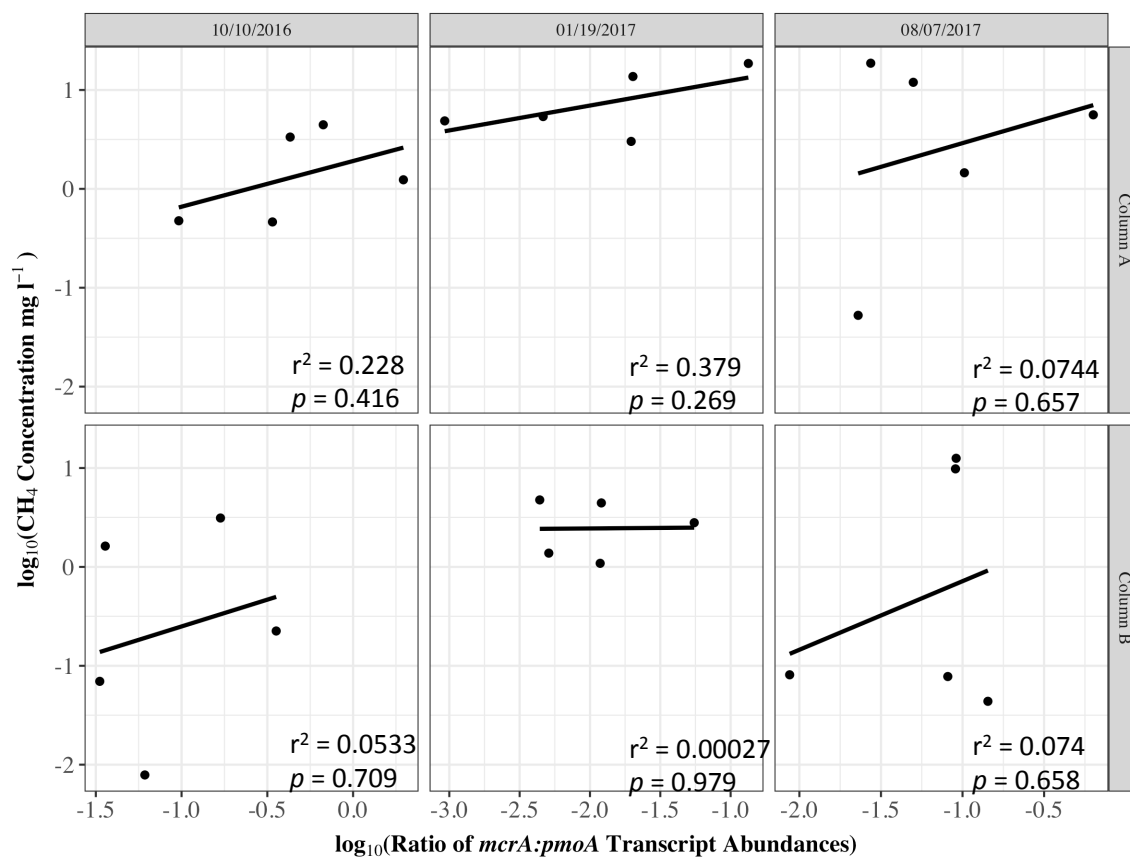 10/10/2016 01/19/2017 08/07/2017
log₁₀(CH₄ Concentration mg l⁻¹ )
1
0
-1
-2
r² = 0.228
p = 0.416
r² = 0.379
p = 0.269
r² = 0.0744
p = 0.657
Column A
1
0
-1
-2
r² = 0.0533
p = 0.709
r² = 0.00027
p = 0.979
r² = 0.074
p = 0.658
Column B
-1.5 -1.0 -0.5 0.0 -3.0 -2.5 -2.0 -1.5 -1.0 -2.0 -1.5 -1.0 -0.5
log₁₀(Ratio of mcrA:pmoA Transcript Abundances)